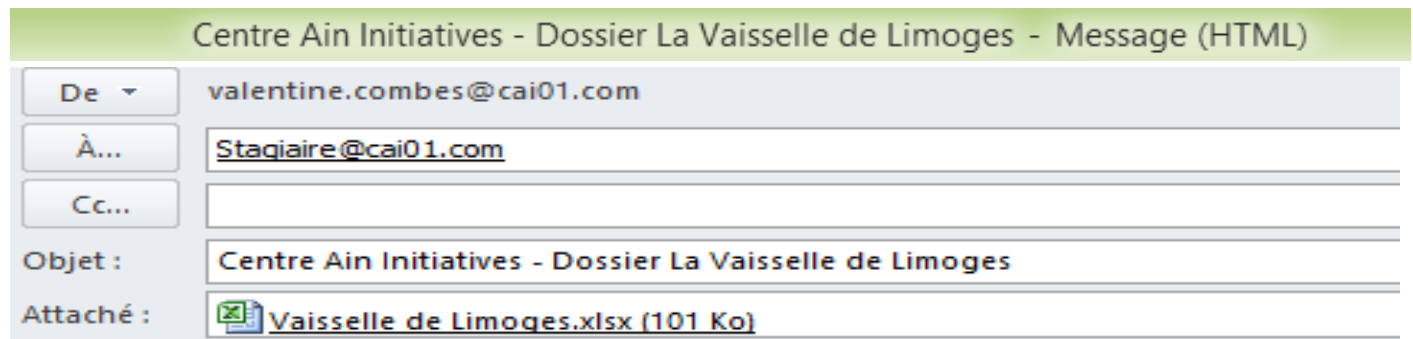 Centre Ain Initiatives - Dossier La Vaisselle de Limoges - Message (HTML)
De valentine.combes@cai01.com
À... Stagiaire@cai01.com
Cc...
Objet : Centre Ain Initiatives - Dossier La Vaisselle de Limoges
Attaché : Vaisselle de Limoges.xlsx (101 Ko)